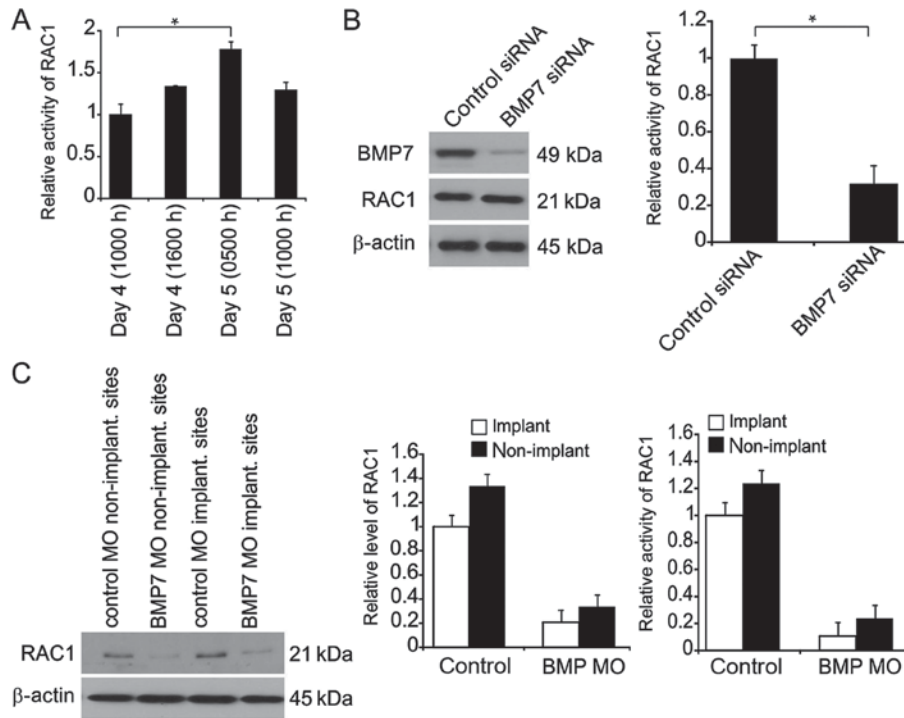 A
Relative activity of RAC1
2
1.5
1
0.5
0
*
Day 4 (1000 h)
Day 4 (1600 h)
Day 5 (0500 h)
Day 5 (1000 h)
B
Control siRNA
BMP7 siRNA
BMP7
49 kDa
RAC1
21 kDa
β-actin
45 kDa
Relative activity of RAC1
1.2
1
0.8
0.6
0.4
0.2
0
*
Control siRNA
BMP7 siRNA
C
control MO non-implant. sites
BMP7 MO non-implant. sites
control MO implant. sites
BMP7 MO implant. sites
RAC1
21 kDa
β-actin
45 kDa
Implant
Non-implant
Relative level of RAC1
1.6
1.4
1.2
1
1.2
0.6
0.4
0.2
0
Control
BMP MO
Implant
Non-implant
Relative activity of RAC1
1.6
1.4
1.2
1
1.2
0.6
0.4
0.2
0
Control
BMP MO